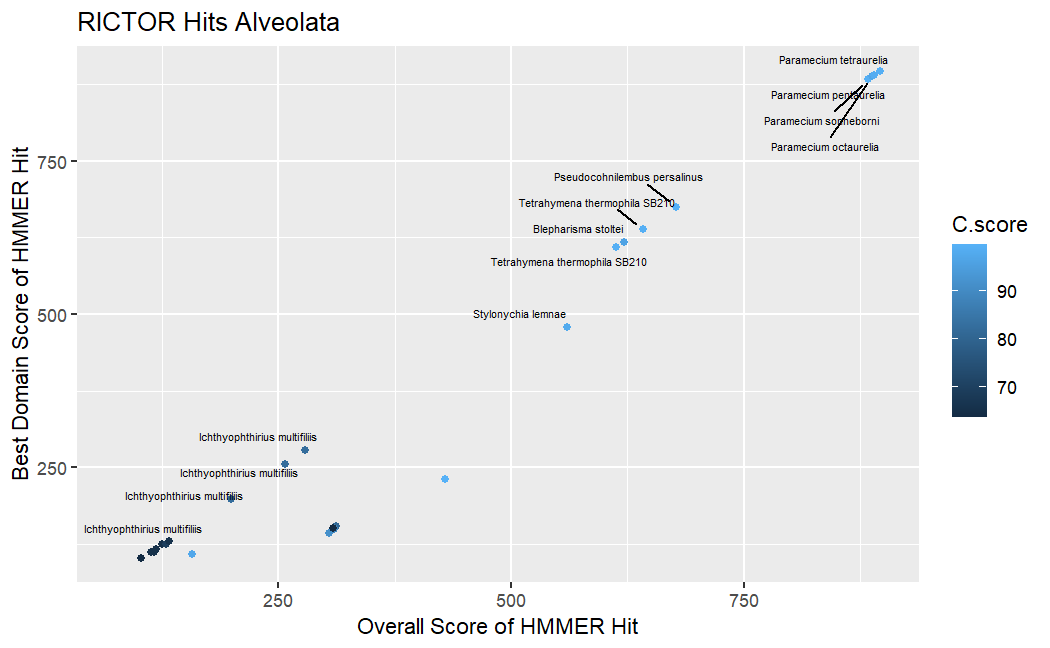 RICTOR Hits Alveolata
Paramecium tetraurelia
Paramecium pentaurelia
Paramecium sonneborni
Paramecium octaurelia
Pseudocohnilembus persalinus
Tetrahymena thermophila SB210
Blepharisma stoltei
Tetrahymena thermophila SB210
Stylonychia lemnae
Ichthyophthirius multifiliis
Ichthyophthirius multifiliis
Ichthyophthirius multifiliis
Ichthyophthirius multifiliis
Best Domain Score of HMMER Hit
750
500
250
250
500
750
Overall Score of HMMER Hit
C.score
90
80
70